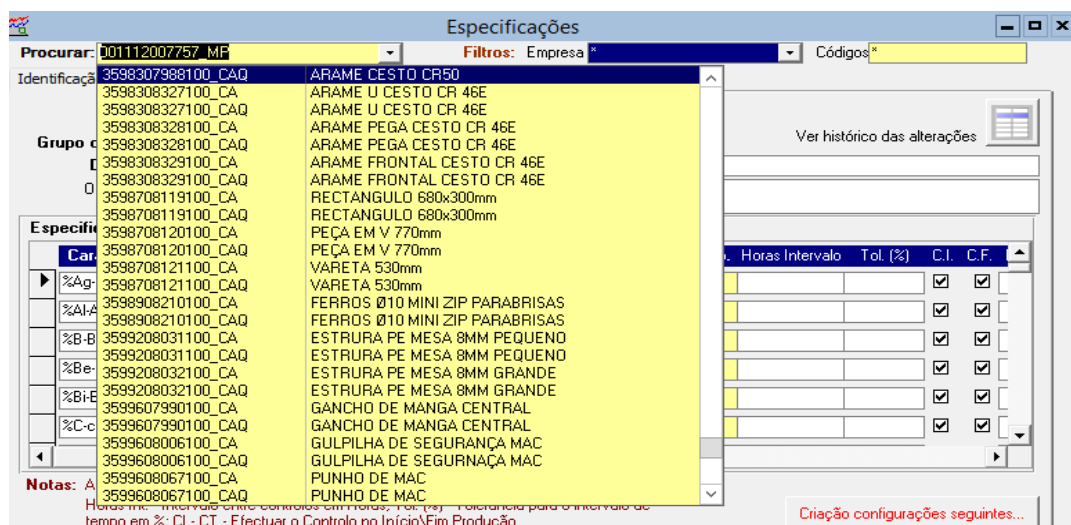 Especificações
Procurar: 001112007757_MP Filtros: Empresa * Códigos *
Identificaçã
3598307988100_CAQ ARAME CESTO CR50
3598308327100_CA ARAME U CESTO CR 46E
3598308327100_CAQ ARAME U CESTO CR 46E
3598308328100_CA ARAME PEGA CESTO CR 46E
3598308328100_CAQ ARAME PEGA CESTO CR 46E
3598308329100_CA ARAME FRONTAL CESTO CR 46E
3598308329100_CAQ ARAME FRONTAL CESTO CR 46E
3598708119100_CA RECTANGULO 680x300mm
3598708119100_CAQ RECTANGULO 680x300mm
3598708120100_CA PEÇA EM V 770mm
3598708120100_CAQ PEÇA EM V 770mm
3598708121100_CA VARETA 530mm
3598708121100_CAQ VARETA 530mm
3598908210100_CA FERROS Ø10 MINI ZIP PARABRISAS
3598908210100_CAQ FERROS Ø10 MINI ZIP PARABRISAS
3599208031100_CA ESTRURA PE MESA 8MM PEQUENO
3599208031100_CAQ ESTRURA PE MESA 8MM PEQUENO
3599208032100_CA ESTRURA PE MESA 8MM GRANDE
3599208032100_CAQ ESTRURA PE MESA 8MM GRANDE
3599607990100_CA GANCHO DE MANGA CENTRAL
3599607990100_CAQ GANCHO DE MANGA CENTRAL
3599608006100_CA GULPILHA DE SEGURANÇA MAC
3599608006100_CAQ GULPILHA DE SEGURNAÇA MAC
3599608067100_CA PUNHO DE MAC
3599608067100_CAQ PUNHO DE MAC
Ver histórico das alterações
Grupo d
Especific
Car
Horas Intervalo Tol. (%) C.I. C.F.
%Ag-
%Al-A
%B-B
%Be-
%Bi-B
%C-c
Notas: A
tempo em %; CI - CT - Efectuar o Controlo no Início\Fim Produção
Criação configurações seguintes...